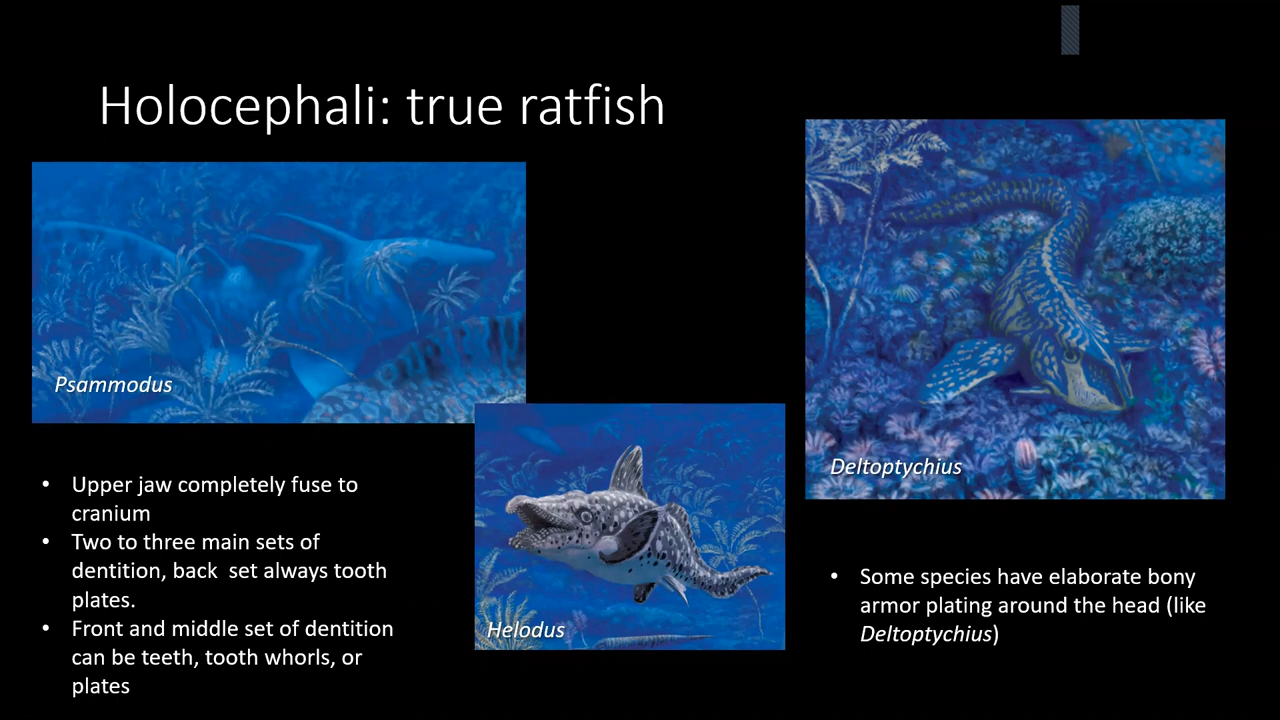 Holocephali: true ratfish
Psammodus
• Upper jaw completely fuse to
cranium
• Two to three main sets of
dentition, back set always tooth
plates.
• Front and middle set of dentition
can be teeth, tooth whorls, or
plates
Helodus
Deltoptychius
• Some species have elaborate bony
armor plating around the head (like
Deltoptychius)